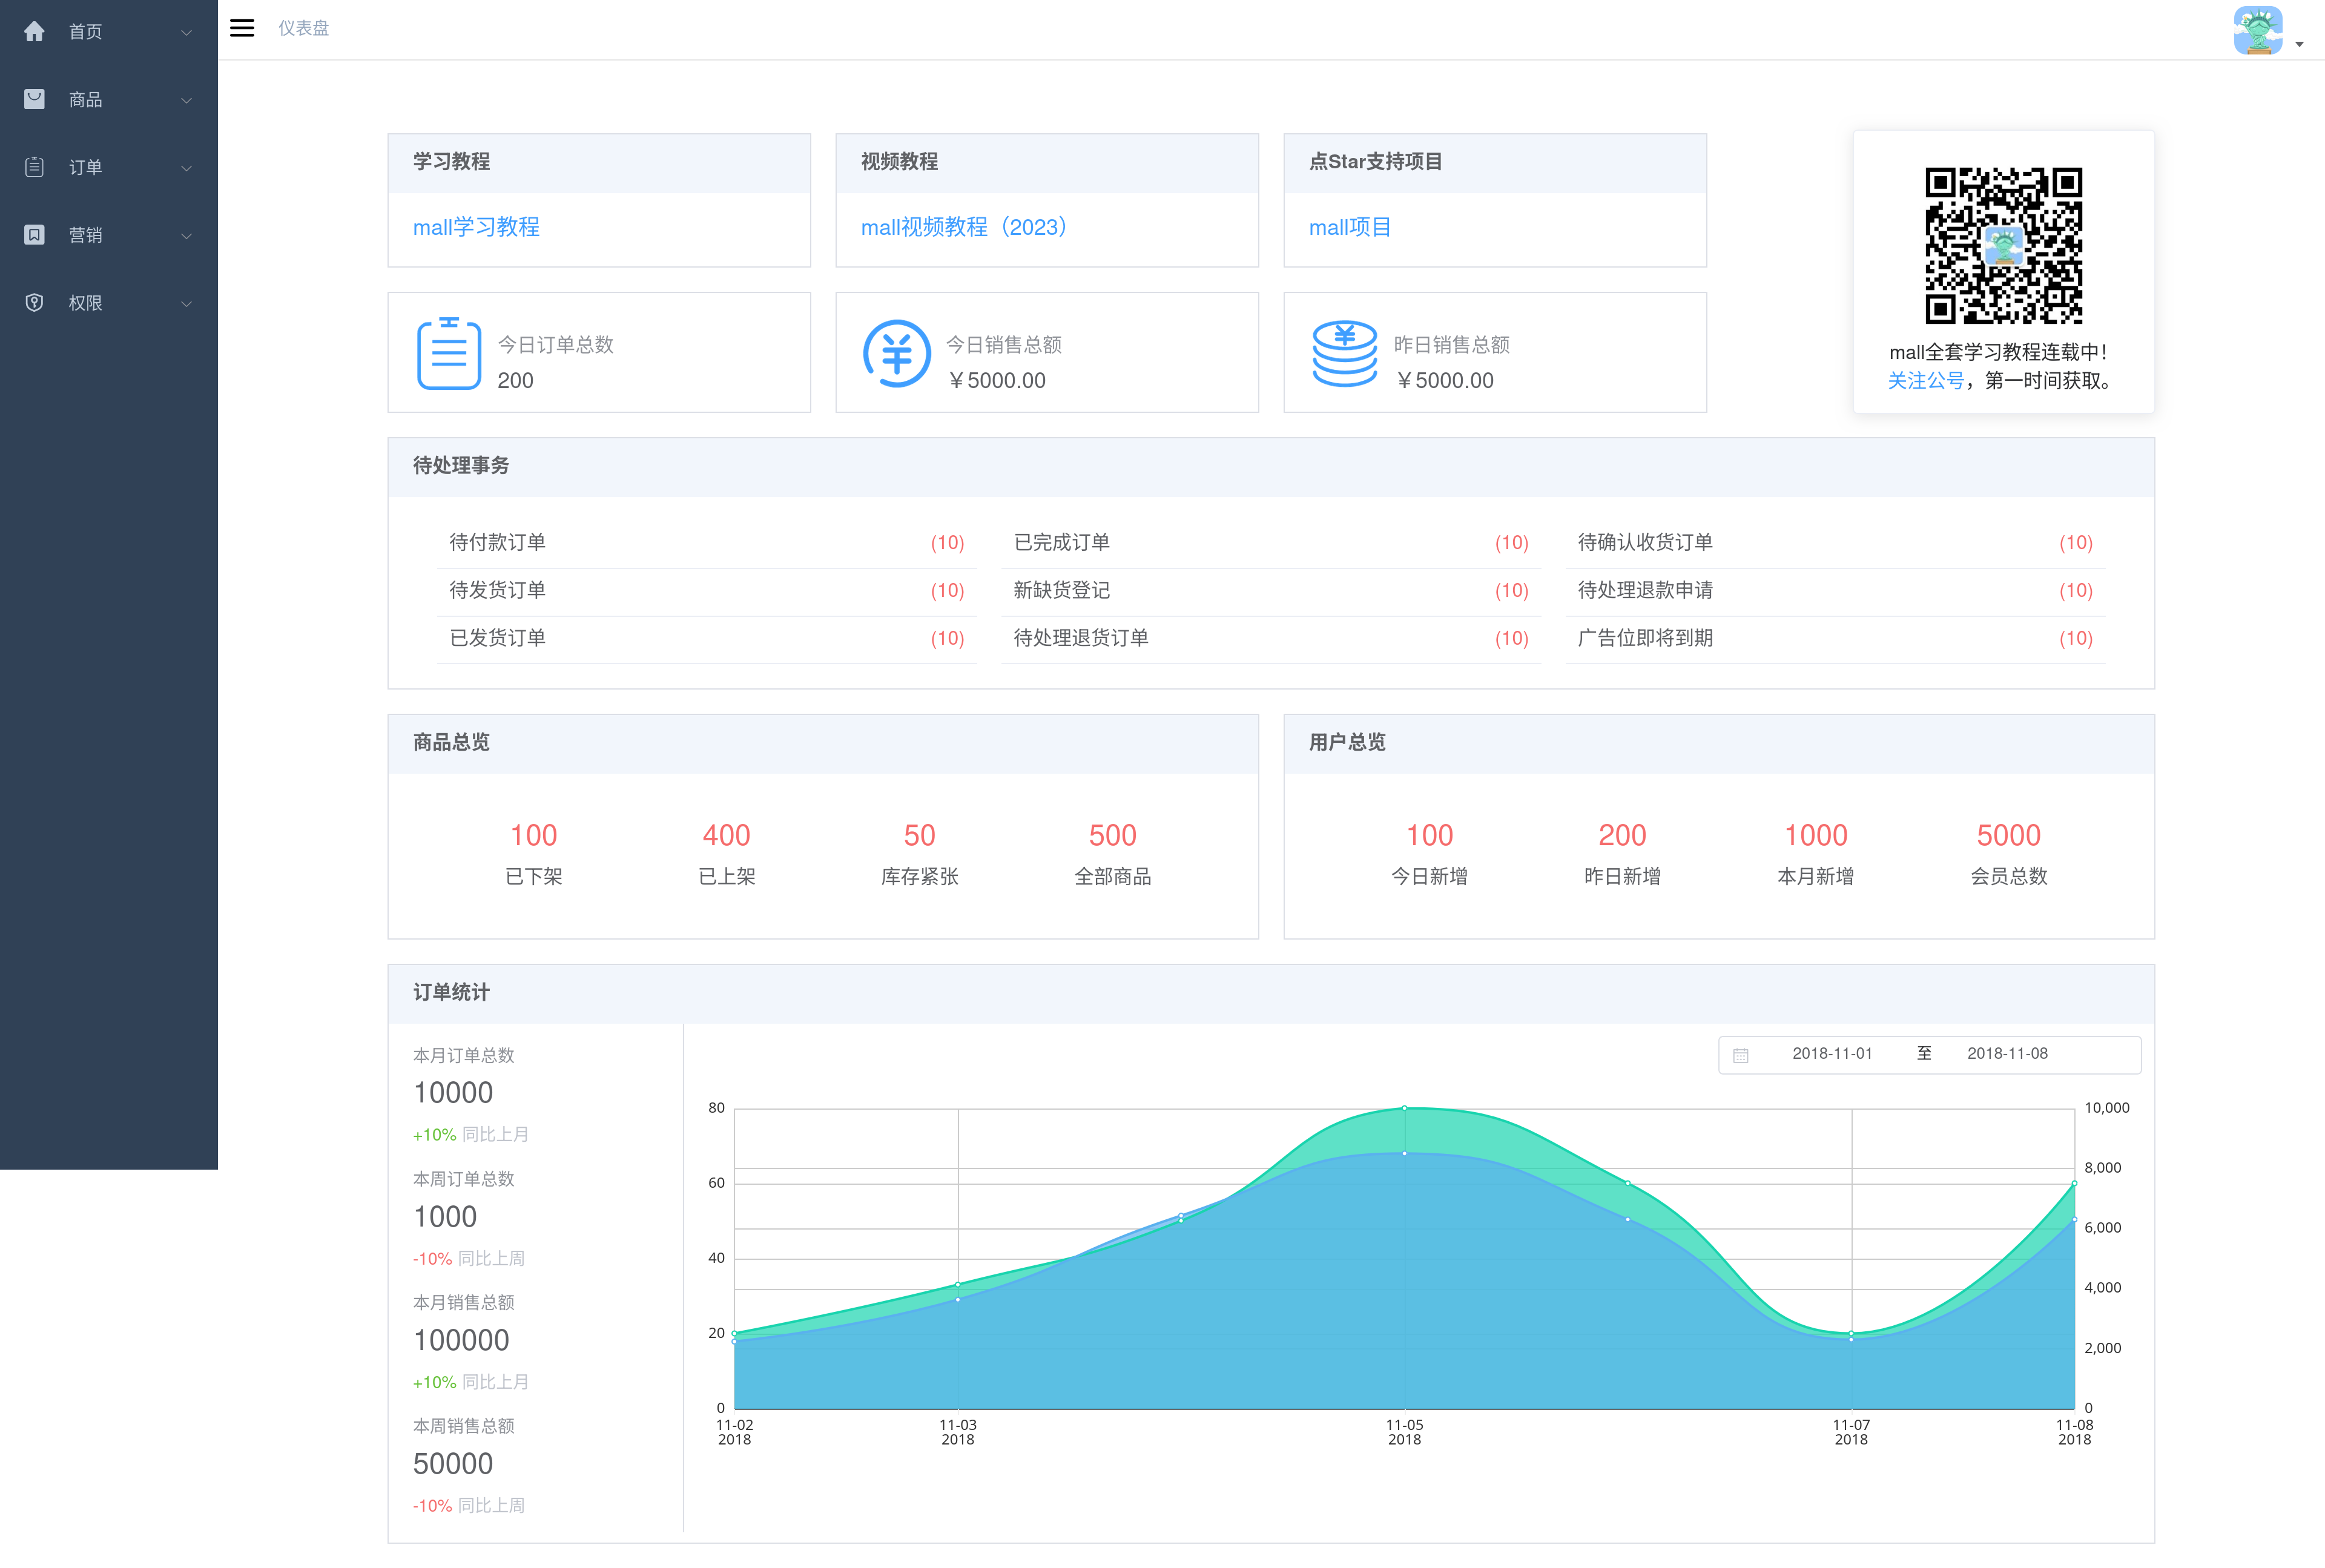 首页
商品
订单
营销
权限
仪表盘
学习教程
mall学习教程
视频教程
mall视频教程（2023）
点Star支持项目
mall项目
今日订单总数
200
今日销售总额
￥5000.00
昨日销售总额
￥5000.00
mall全套学习教程连载中！
关注公号，第一时间获取。
待处理事务
待付款订单 (10)
已完成订单 (10)
待确认收货订单 (10)
待发货订单 (10)
新缺货登记 (10)
待处理退款申请 (10)
已发货订单 (10)
待处理退货订单 (10)
广告位即将到期 (10)
商品总览
100 400 50 500
已下架 已上架 库存紧张 全部商品
用户总览
100 200 1000 5000
今日新增 昨日新增 本月新增 会员总数
订单统计
本月订单总数
10000
+10% 同比上月
本周订单总数
1000
-10% 同比上周
本月销售总额
100000
+10% 同比上月
本周销售总额
50000
-10% 同比上周
2018-11-01 至 2018-11-08
80
60
40
20
0
10,000
8,000
6,000
4,000
2,000
0
11-02 11-03 11-05 11-07 11-08
2018 2018 2018 2018 2018